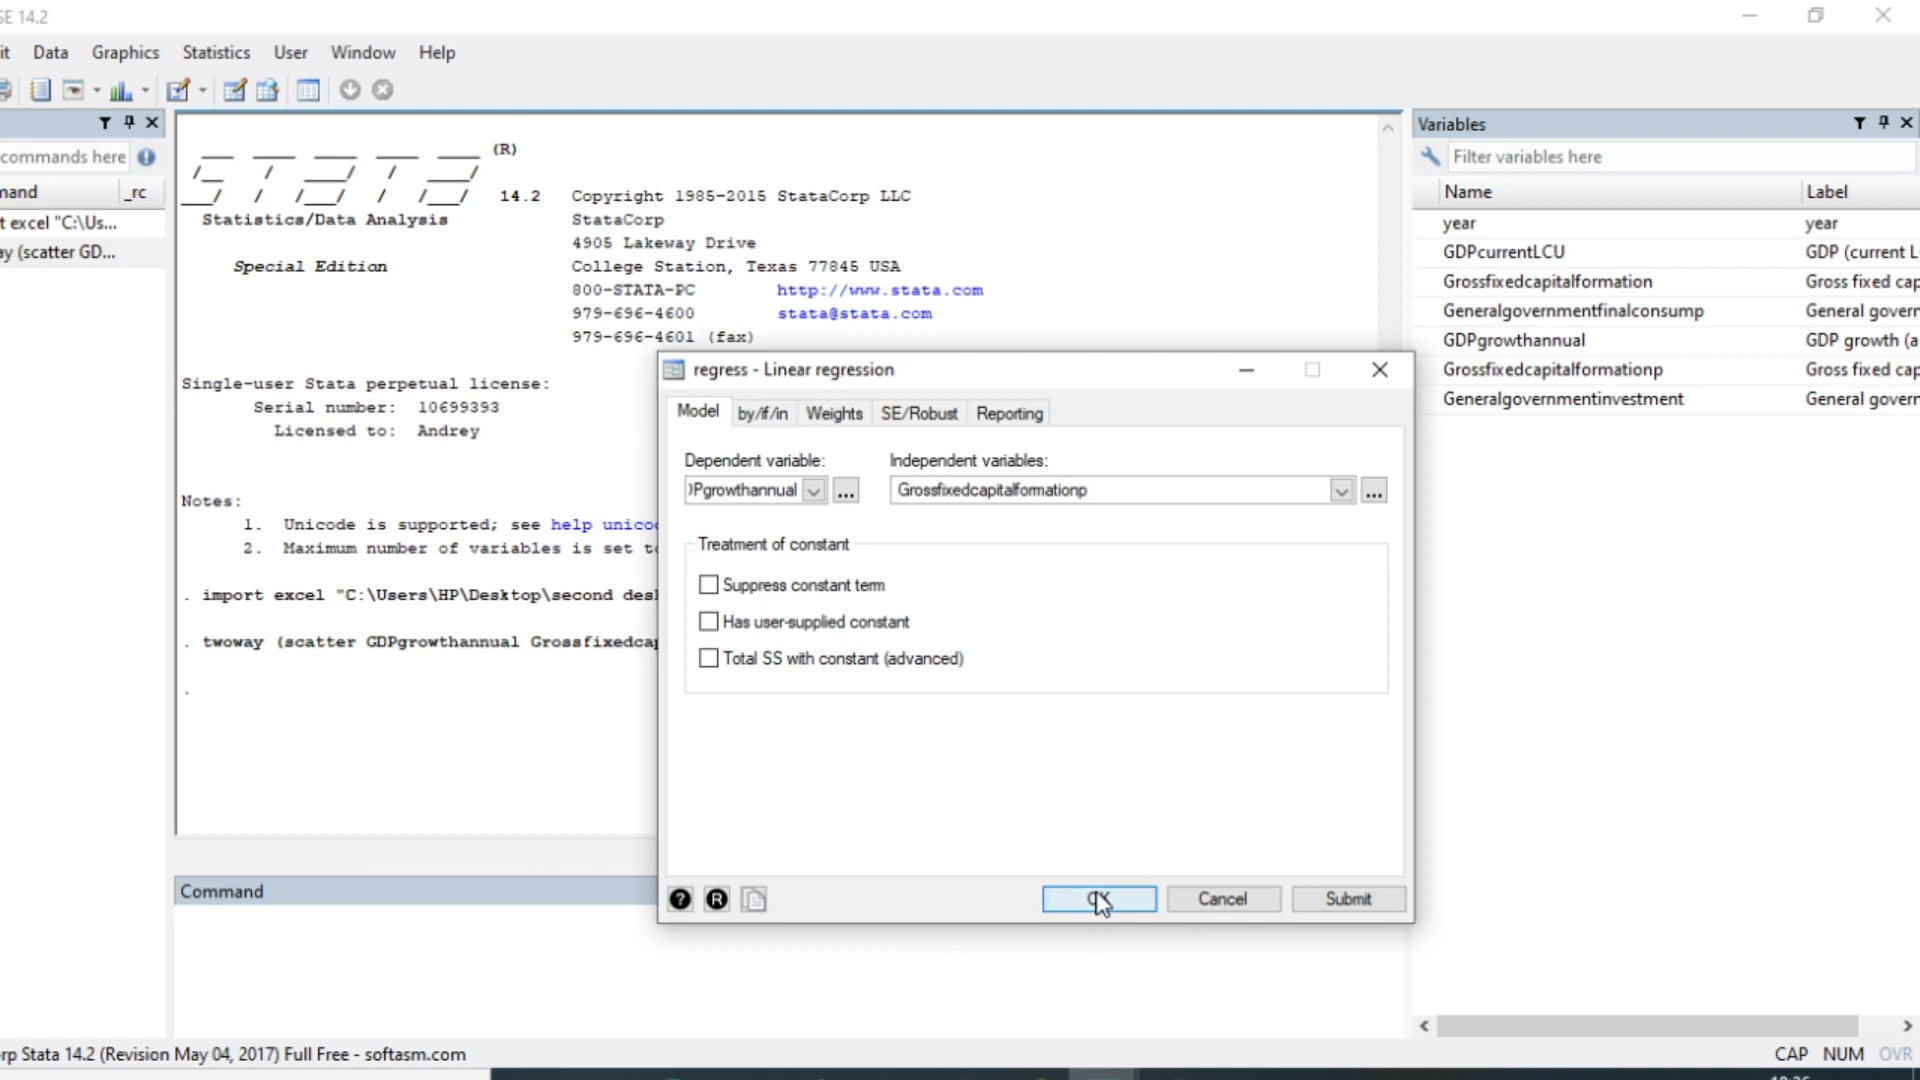 SE 14.2
it Data Graphics Statistics User Window Help
commands here
mand _rc
t excel "C:\Us...
ay (scatter GD...
(R)
14.2 Copyright 1985-2015 StataCorp LLC
Statistics/Data Analysis StataCorp
4905 Lakeway Drive
Special Edition College Station, Texas 77845 USA
800-STATA-PC http://www.stata.com
979-696-4600 stata@stata.com
979-696-4601 (fax)
Single-user Stata perpetual license:
Serial number: 10699393
Licensed to: Andrey
Notes:
1. Unicode is supported; see help unico
2. Maximum number of variables is set to
. import excel "C:\Users\HP\Desktop\second des
. twoway (scatter GDPgrowthannual Grossfixedcap
.
Command
regress - Linear regression
Model by/if/in Weights SE/Robust Reporting
Dependent variable: Independent variables:
Pgrowthannual ... Grossfixedcapitalformationp ...
Treatment of constant
Suppress constant term
Has user-supplied constant
Total SS with constant (advanced)
? R OK Cancel Submit
Variables
Filter variables here
Name Label
year year
GDPcurrentLCU GDP (current L
Grossfixedcapitalformation Gross fixed cap
Generalgovernmentfinalconsump General govern
GDPgrowthannual GDP growth (a
Grossfixedcapitalformationp Gross fixed cap
Generalgovernmentinvestment General govern
rp Stata 14.2 (Revision May 04, 2017) Full Free - softasm.com
CAP NUM OVR